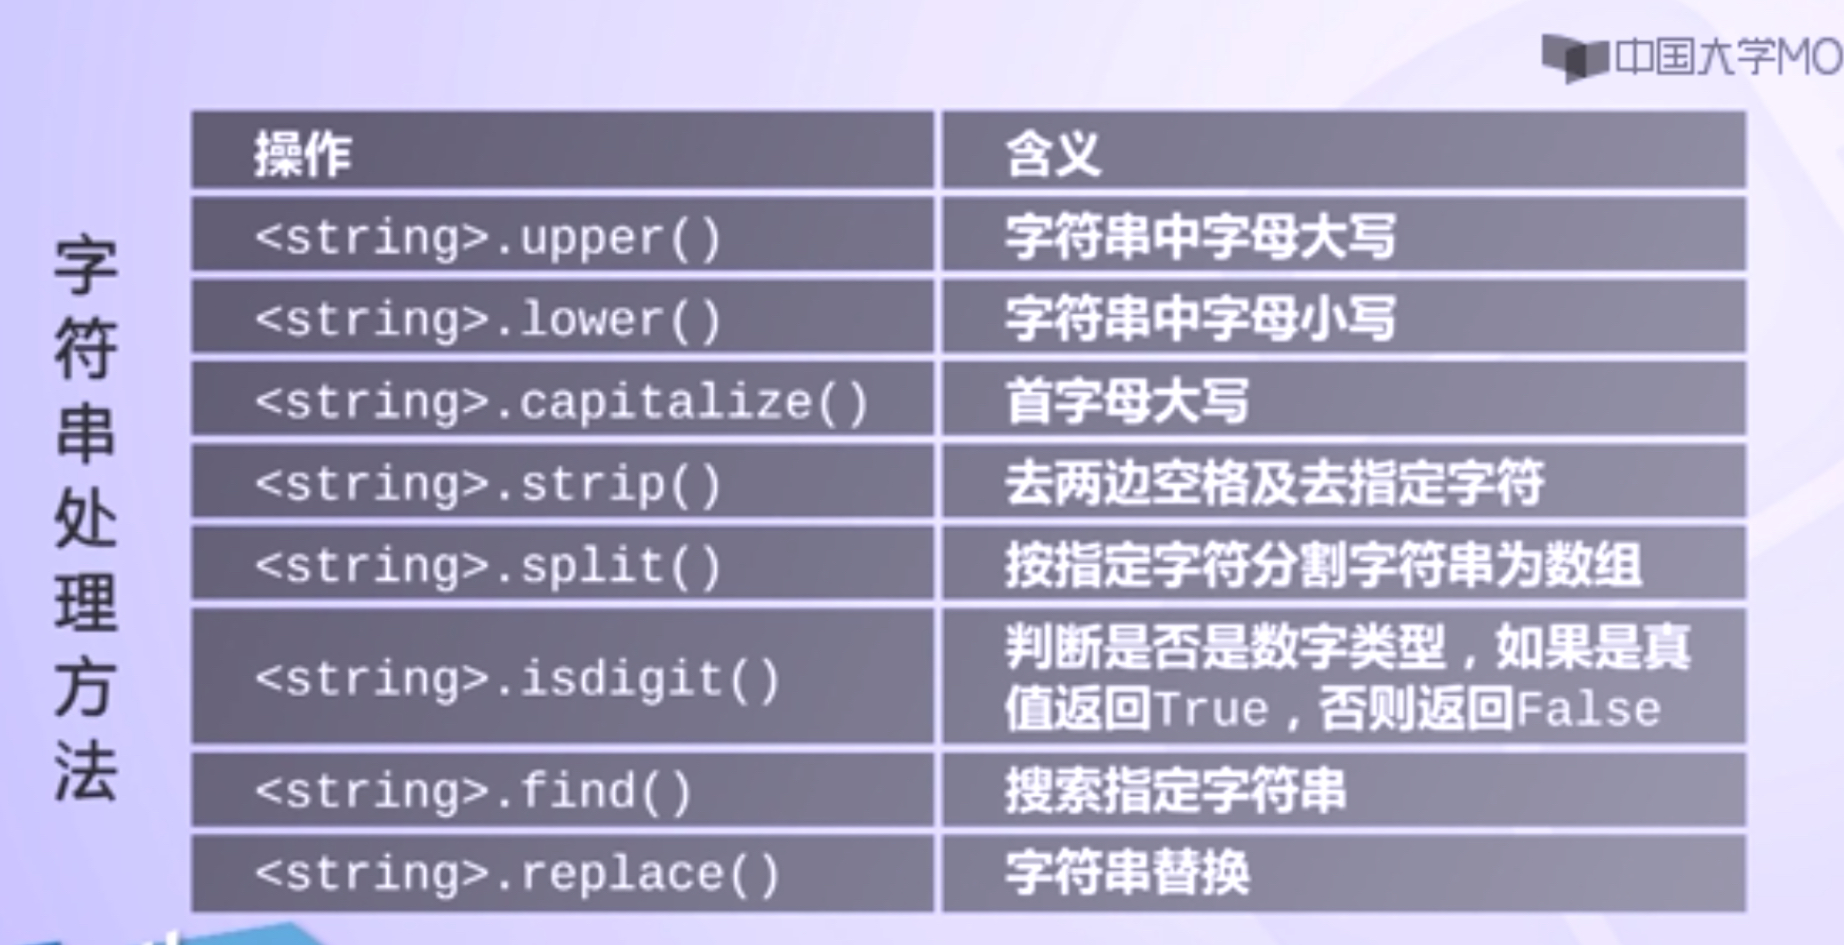 中国大学MO
字符串处理方法
操作 含义
<string>.upper() 字符串中字母大写
<string>.lower() 字符串中字母小写
<string>.capitalize() 首字母大写
<string>.strip() 去两边空格及去指定字符
<string>.split() 按指定字符分割字符串为数组
<string>.isdigit() 判断是否是数字类型，如果是真
值返回True，否则返回False
<string>.find() 搜索指定字符串
<string>.replace() 字符串替换